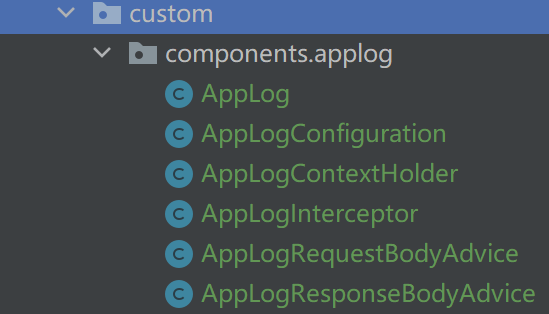 custom
components.applog
C AppLog
C AppLogConfiguration
C AppLogContextHolder
C AppLogInterceptor
C AppLogRequestBodyAdvice
C AppLogResponseBodyAdvice